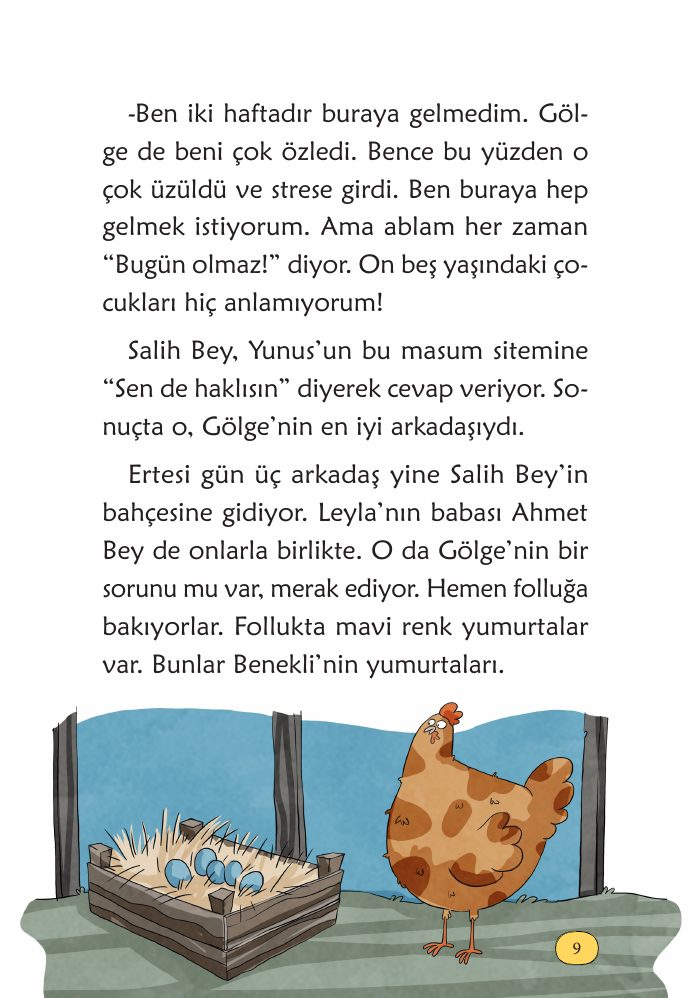 -Ben iki haftadır buraya gelmedim. Göl-
ge de beni çok özledi. Bence bu yüzden o
çok üzüldü ve strese girdi. Ben buraya hep
gelmek istiyorum. Ama ablam her zaman
“Bugün olmaz!” diyor. On beş yaşındaki ço-
cukları hiç anlamıyorum!
Salih Bey, Yunus’un bu masum sitemine
“Sen de haklısın” diyerek cevap veriyor. So-
nuçta o, Gölge’nin en iyi arkadaşıydı.
Ertesi gün üç arkadaş yine Salih Bey’in
bahçesine gidiyor. Leyla’nın babası Ahmet
Bey de onlarla birlikte. O da Gölge’nin bir
sorunu mu var, merak ediyor. Hemen folluğa
bakıyorlar. Follukta mavi renk yumurtalar
var. Bunlar Benekli’nin yumurtaları.
9